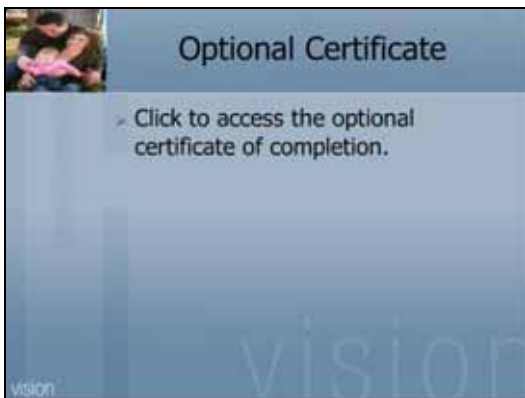 Optional Certificate
Click to access the optional
certificate of completion.
vision
vision